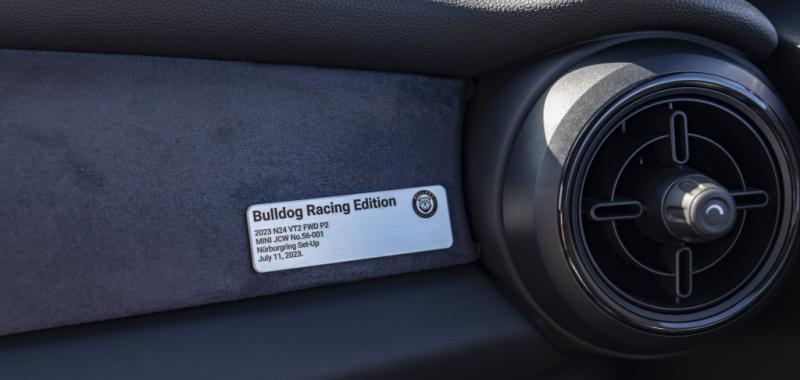 Bulldog Racing Edition
2023 N24 VT2 FWD P2
MINI JCW No.56-001
Nürburgring Set-Up
July 11, 2023.